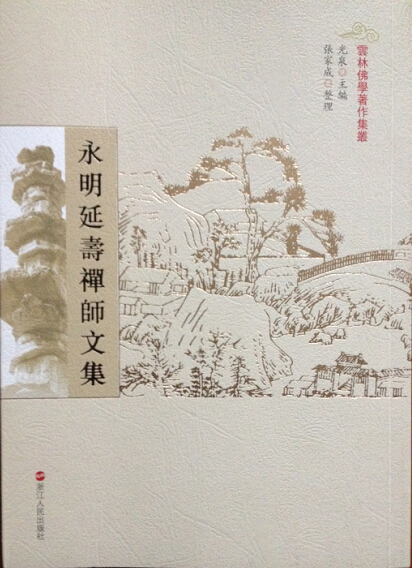 雲林佛學著作集叢
光泉◎主編
張家成◎整理
永明延壽禪師文集
浙江人民出版社